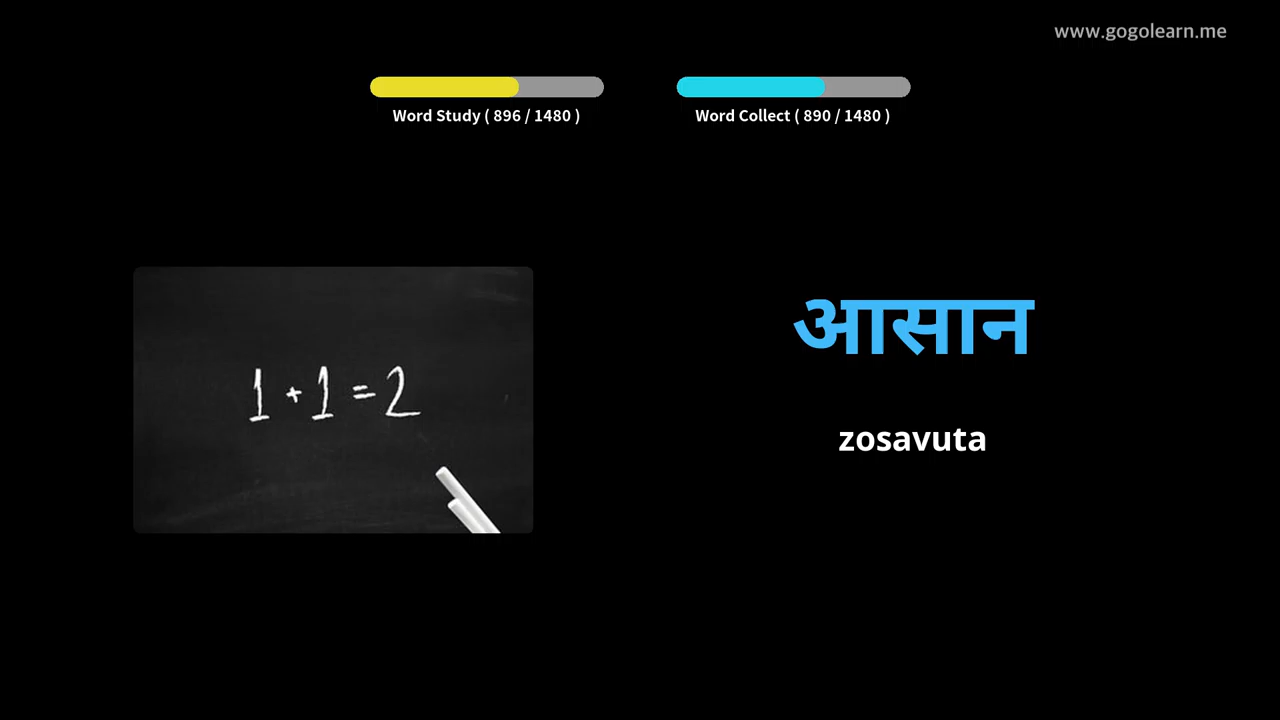 www.gogolearn.me
Word Study ( 896 / 1480 )
Word Collect ( 890 / 1480 )
1 + 1 = 2
आसान
zosavuta